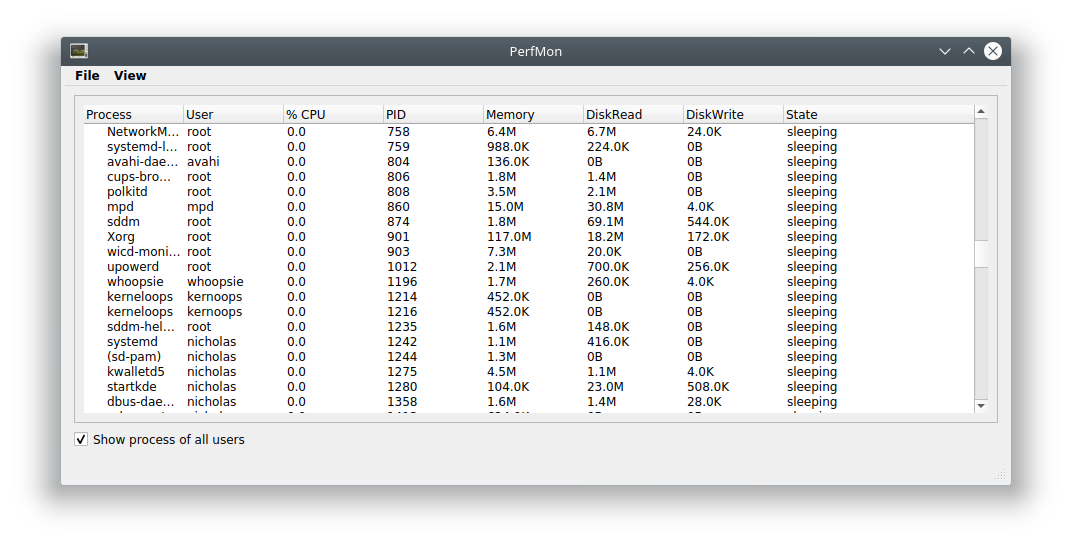 PerfMon
File View
Process User % CPU PID Memory DiskRead DiskWrite State
NetworkM... root 0.0 758 6.4M 6.7M 24.0K sleeping
systemd-l... root 0.0 759 988.0K 224.0K 0B sleeping
avahi-dae... avahi 0.0 804 136.0K 0B 0B sleeping
cups-bro... root 0.0 806 1.8M 1.4M 0B sleeping
polkitd root 0.0 808 3.5M 2.1M 0B sleeping
mpd mpd 0.0 860 15.0M 30.8M 4.0K sleeping
sddm root 0.0 874 1.8M 69.1M 544.0K sleeping
Xorg root 0.0 901 117.0M 18.2M 172.0K sleeping
wicd-moni... root 0.0 903 7.3M 20.0K 0B sleeping
upowerd root 0.0 1012 2.1M 700.0K 256.0K sleeping
whoopsie whoopsie 0.0 1196 1.7M 260.0K 4.0K sleeping
kerneloops kernoops 0.0 1214 452.0K 0B 0B sleeping
kerneloops kernoops 0.0 1216 452.0K 0B 0B sleeping
sddm-hel... root 0.0 1235 1.6M 148.0K 0B sleeping
systemd nicholas 0.0 1242 1.1M 416.0K 0B sleeping
(sd-pam) nicholas 0.0 1244 1.3M 0B 0B sleeping
kwalletd5 nicholas 0.0 1275 4.5M 1.1M 4.0K sleeping
startkde nicholas 0.0 1280 104.0K 23.0M 508.0K sleeping
dbus-dae... nicholas 0.0 1358 1.6M 1.4M 28.0K sleeping
Show process of all users